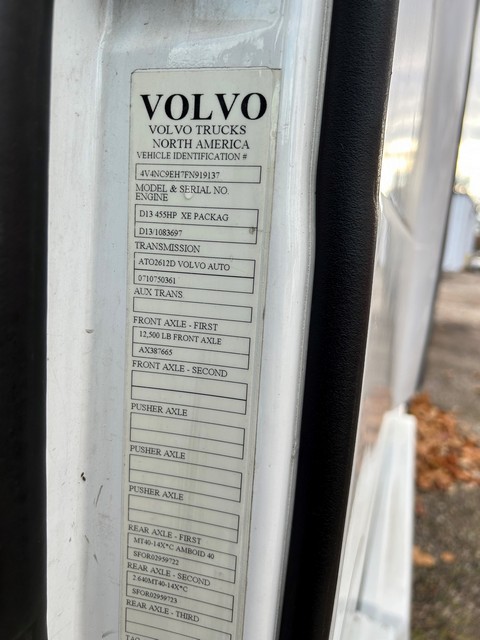 VOLVO
VOLVO TRUCKS
NORTH AMERICA
VEHICLE IDENTIFICATION #
4V4NC9EH7FN919137
MODEL & SERIAL NO.
ENGINE
D13 455HP XE PACKAG
D13/1083697
TRANSMISSION
ATO2612D VOLVO AUTO
0710750361
AUX TRANS
FRONT AXLE - FIRST
12,500 LB FRONT AXLE
AX387665
FRONT AXLE - SECOND
PUSHER AXLE
PUSHER AXLE
PUSHER AXLE
REAR AXLE - FIRST
MT40-14X*C AMBOID 40
SFOR02959722
REAR AXLE - SECOND
2.640MT40-14X*C
SFOR02959723
REAR AXLE - THIRD
TAG